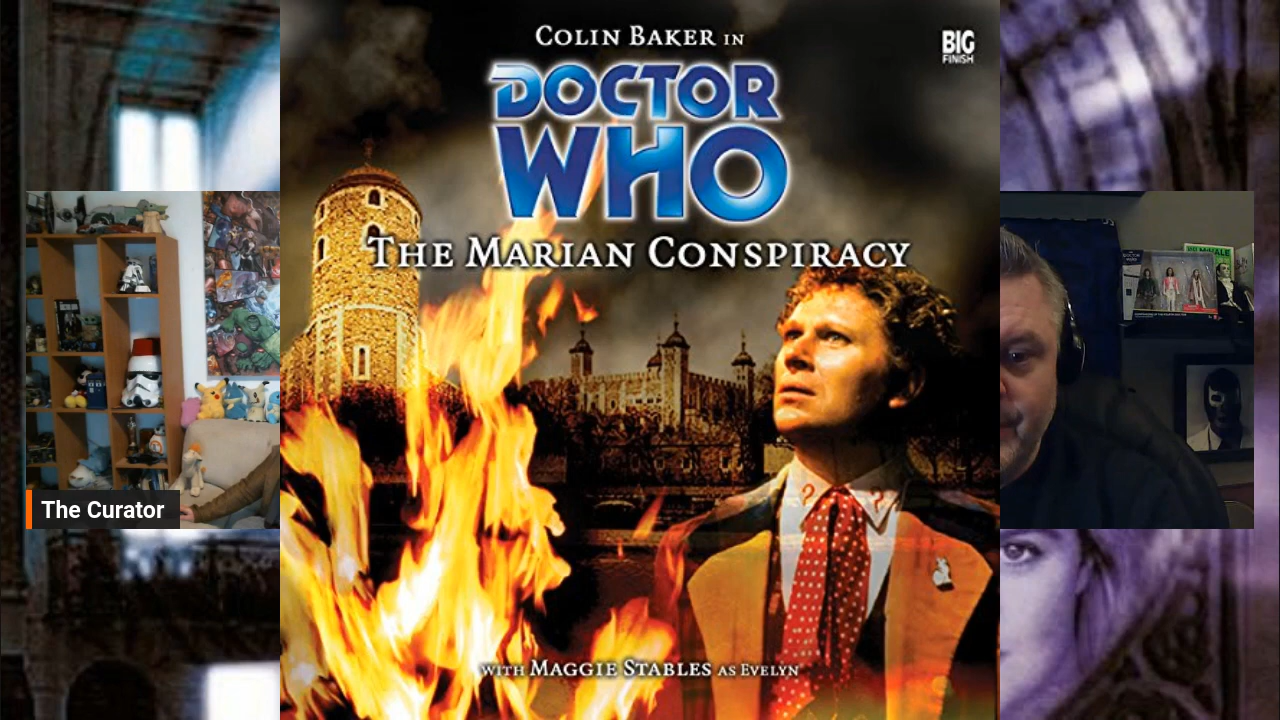 COLIN BAKER IN
BIG
FINISH
DOCTOR
WHO
THE MARIAN CONSPIRACY
? ?
The Curator
WITH MAGGIE STABLES AS EVELYN